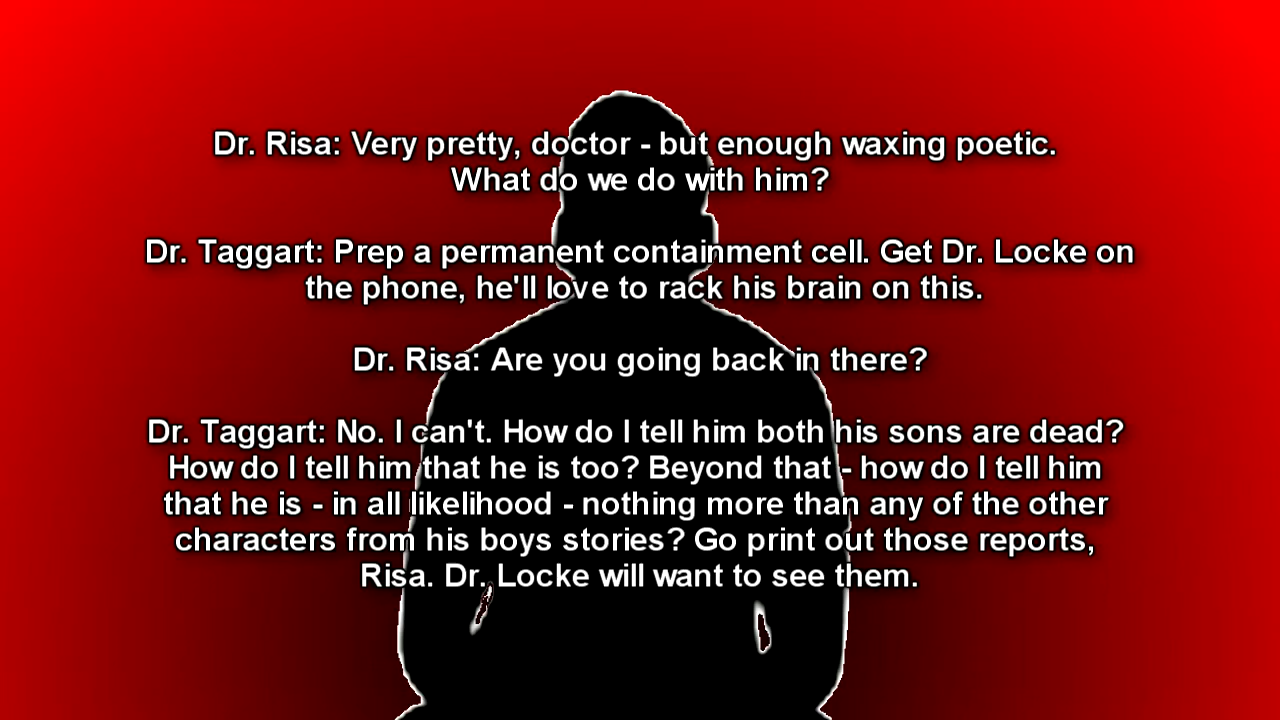 Dr. Risa: Very pretty, doctor - but enough waxing poetic.
What do we do with him?
Dr. Taggart: Prep a permanent containment cell. Get Dr. Locke on
the phone, he'll love to rack his brain on this.
Dr. Risa: Are you going back in there?
Dr. Taggart: No. I can't. How do I tell him both his sons are dead?
How do I tell him that he is too? Beyond that - how do I tell him
that he is - in all likelihood - nothing more than any of the other
characters from his boys stories? Go print out those reports,
Risa. Dr. Locke will want to see them.